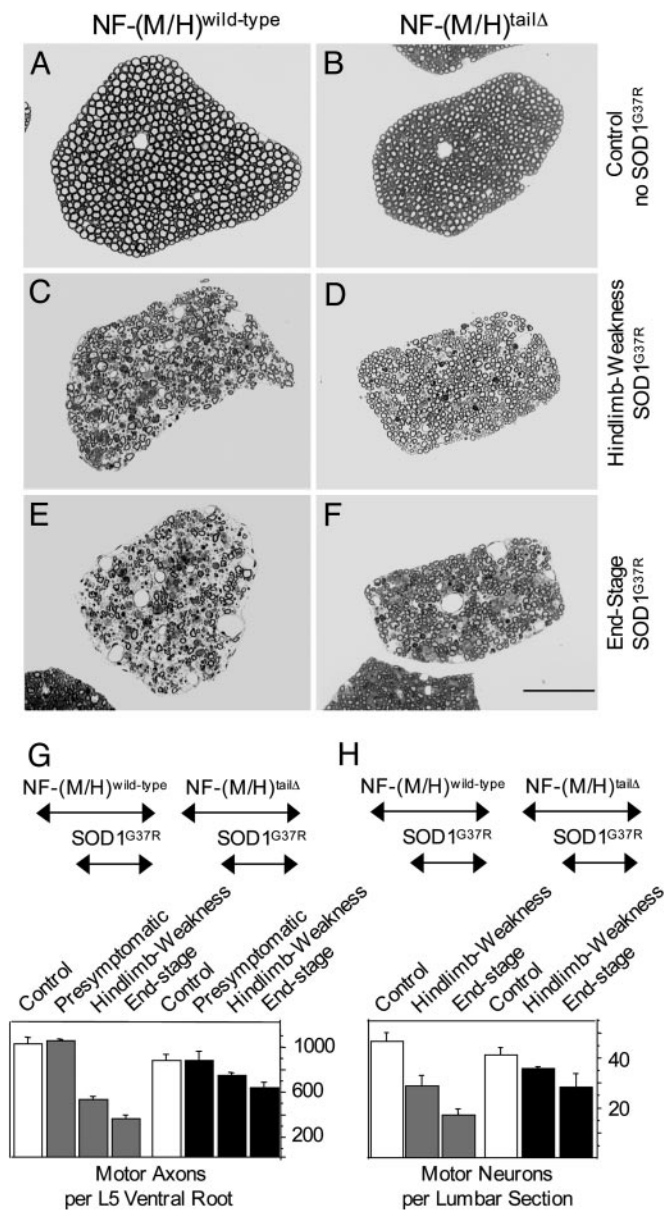 NF-(M/H)wild-type NF-(M/H)tailΔ
A
B
Control
no SOD1G37R
C
D
Hindlimb-Weakness
SOD1G37R
E
F
End-Stage
SOD1G37R
G
NF-(M/H)wild-type NF-(M/H)tailΔ
SOD1G37R SOD1G37R
Control
Presymptomatic
Hindlimb-Weakness
End-stage
Control
Presymptomatic
Hindlimb-Weakness
End-stage
1000
600
200
Motor Axons
per L5 Ventral Root
H
NF-(M/H)wild-type NF-(M/H)tailΔ
SOD1G37R SOD1G37R
Control
Hindlimb-Weakness
End-stage
Control
Hindlimb-Weakness
End-stage
40
20
Motor Neurons
per Lumbar Section